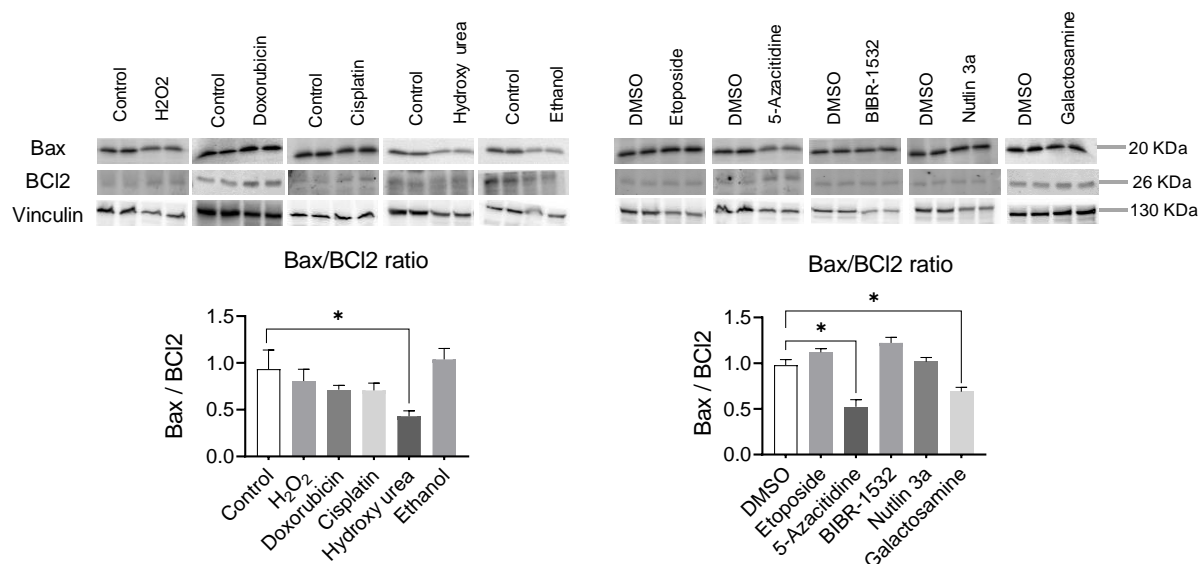 Control
H2O2
Control
Doxorubicin
Control
Cisplatin
Control
Hydroxy urea
Control
Ethanol
DMSO
Etoposide
DMSO
5-Azacitidine
DMSO
BIBR-1532
DMSO
Nutlin 3a
DMSO
Galactosamine
Bax
BCl2
Vinculin
20 KDa
26 KDa
130 KDa
Bax/BCl2 ratio
Bax / BCl2
1.5
1.0
0.5
0.0
*
Control
H₂O₂
Doxorubicin
Cisplatin
Hydroxy urea
Ethanol
Bax/BCl2 ratio
Bax / BCl2
1.5
1.0
0.5
0.0
*
*
DMSO
Etoposide
5-Azacitidine
BIBR-1532
Nutlin 3a
Galactosamine